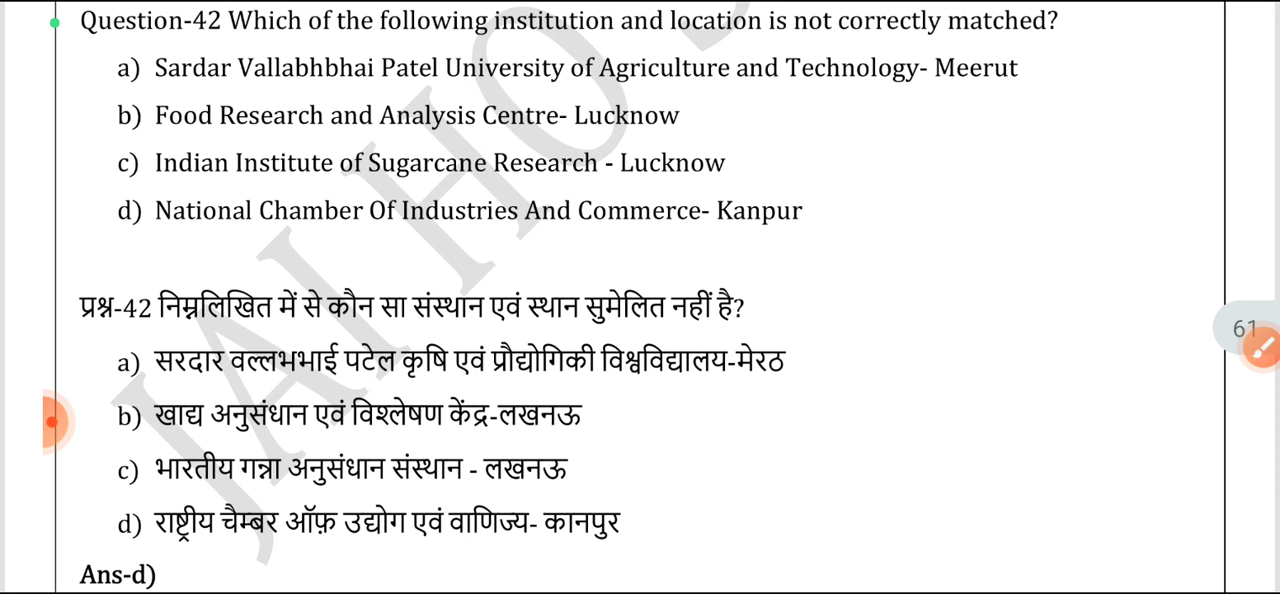 Question-42 Which of the following institution and location is not correctly matched?
a) Sardar Vallabhbhai Patel University of Agriculture and Technology- Meerut
b) Food Research and Analysis Centre- Lucknow
c) Indian Institute of Sugarcane Research - Lucknow
d) National Chamber Of Industries And Commerce- Kanpur
प्रश्न-42 निम्नलिखित में से कौन सा संस्थान एवं स्थान सुमेलित नहीं है?
a) सरदार वल्लभभाई पटेल कृषि एवं प्रौद्योगिकी विश्वविद्यालय-मेरठ
61
b) खाद्य अनुसंधान एवं विश्लेषण केंद्र-लखनऊ
c) भारतीय गन्ना अनुसंधान संस्थान - लखनऊ
d) राष्ट्रीय चैम्बर ऑफ़ उद्योग एवं वाणिज्य- कानपुर
Ans-d)
JAI HO